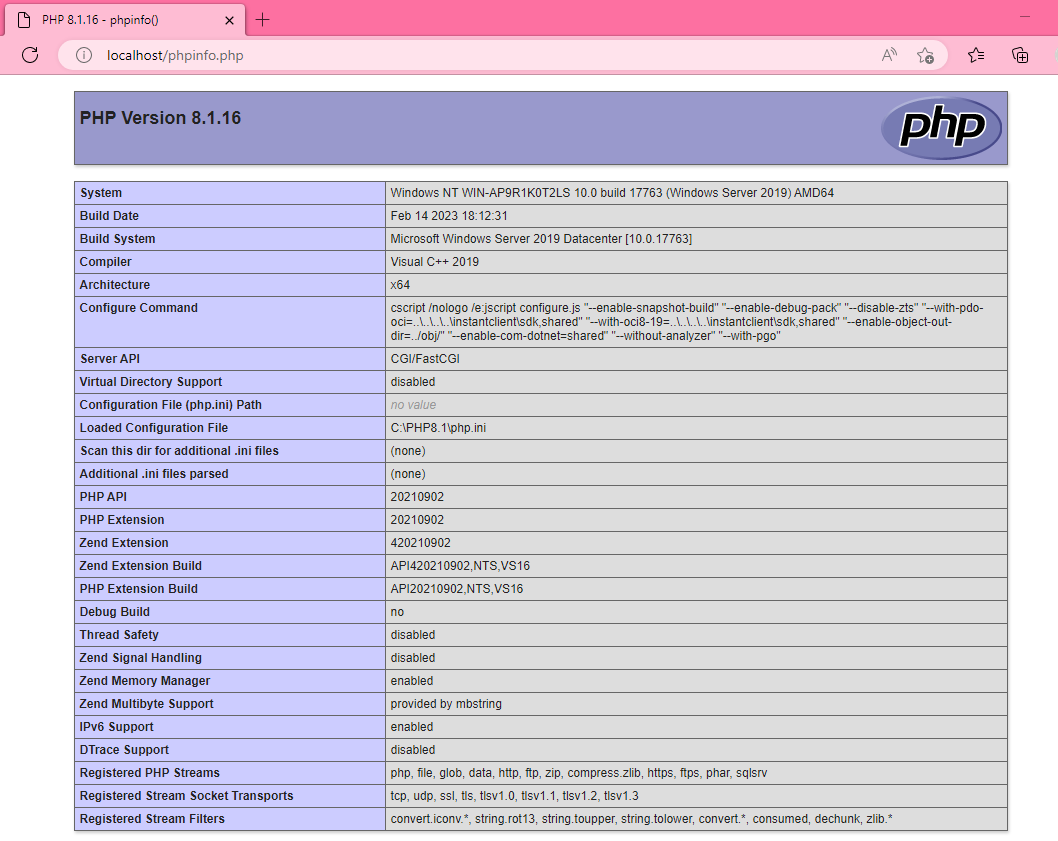 PHP 8.1.16 - phpinfo()
localhost/phpinfo.php
PHP Version 8.1.16
php
System Windows NT WIN-AP9R1K0T2LS 10.0 build 17763 (Windows Server 2019) AMD64
Build Date Feb 14 2023 18:12:31
Build System Microsoft Windows Server 2019 Datacenter [10.0.17763]
Compiler Visual C++ 2019
Architecture x64
Configure Command cscript /nologo /e:jscript configure.js "--enable-snapshot-build" "--enable-debug-pack" "--disable-zts" "--with-pdo-
oci=..\..\..\..\instantclient\sdk,shared" "--with-oci8-19=..\..\..\..\instantclient\sdk,shared" "--enable-object-out-
dir=../obj/" "--enable-com-dotnet=shared" "--without-analyzer" "--with-pgo"
Server API CGI/FastCGI
Virtual Directory Support disabled
Configuration File (php.ini) Path no value
Loaded Configuration File C:\PHP8.1\php.ini
Scan this dir for additional .ini files (none)
Additional .ini files parsed (none)
PHP API 20210902
PHP Extension 20210902
Zend Extension 420210902
Zend Extension Build API420210902,NTS,VS16
PHP Extension Build API20210902,NTS,VS16
Debug Build no
Thread Safety disabled
Zend Signal Handling disabled
Zend Memory Manager enabled
Zend Multibyte Support provided by mbstring
IPv6 Support enabled
DTrace Support disabled
Registered PHP Streams php, file, glob, data, http, ftp, zip, compress.zlib, https, ftps, phar, sqlsrv
Registered Stream Socket Transports tcp, udp, ssl, tls, tlsv1.0, tlsv1.1, tlsv1.2, tlsv1.3
Registered Stream Filters convert.iconv.*, string.rot13, string.toupper, string.tolower, convert.*, consumed, dechunk, zlib.*